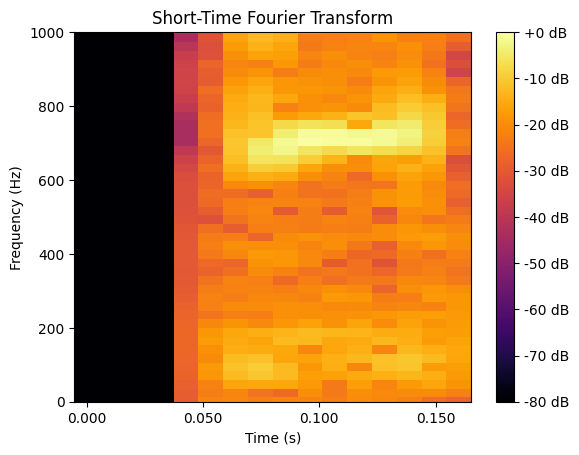 Short-Time Fourier Transform
1000
800
600
400
200
0
Frequency (Hz)
0.000
0.050
0.100
0.150
Time (s)
+0 dB
-10 dB
-20 dB
-30 dB
-40 dB
-50 dB
-60 dB
-70 dB
-80 dB